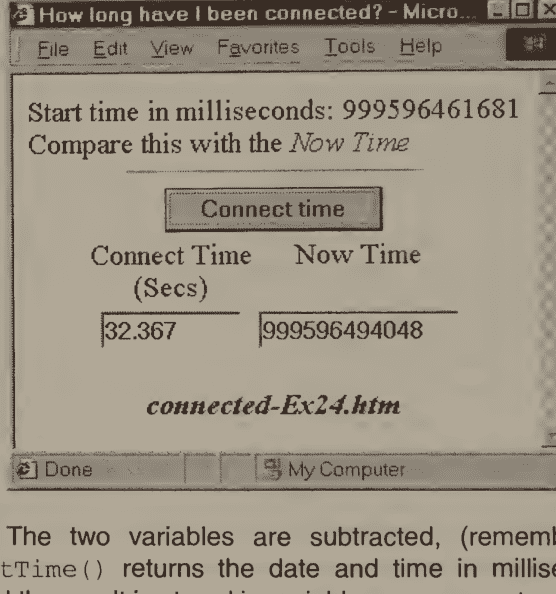 How long have I been connected? - Micro...
File Edit View Favorites Tools Help
Start time in milliseconds: 999596461681
Compare this with the Now Time
Connect time
Connect Time Now Time
(Secs)
32.367 999596494048
connected-Ex24.htm
Done My Computer
The two variables are subtracted, (rememb
tTime() returns the date and time in millise